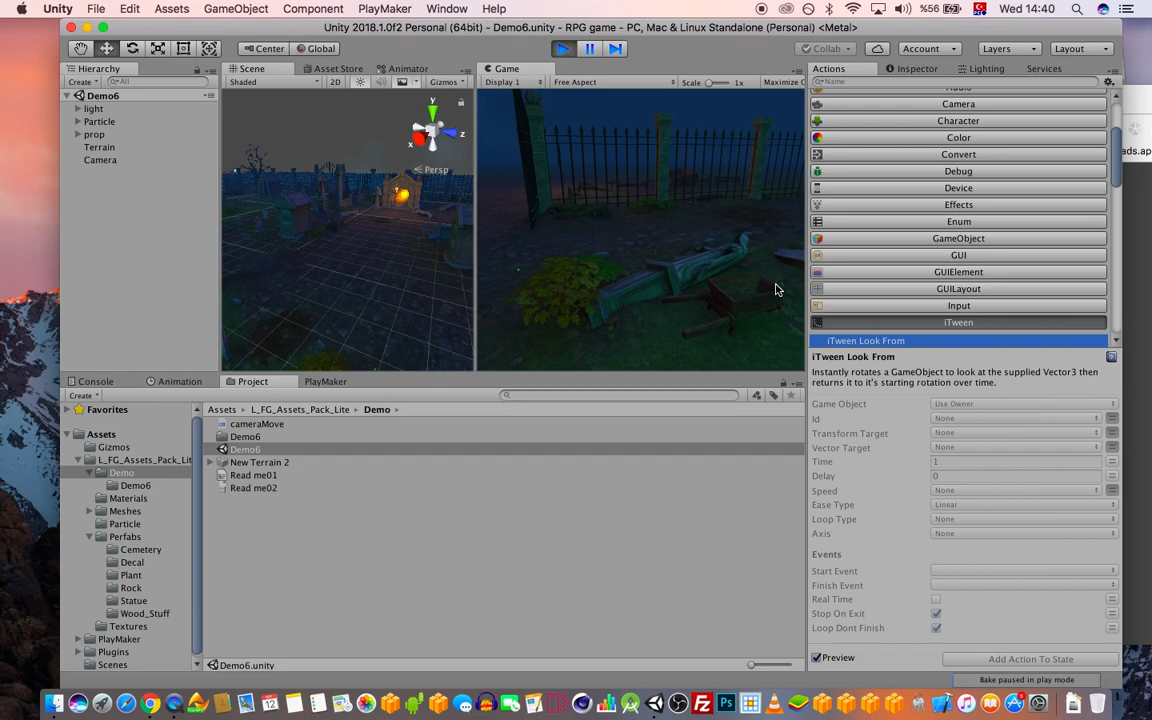 Unity File Edit Assets GameObject Component PlayMaker Window Help %56 Wed 14:40
Unity 2018.1.0f2 Personal (64bit) - Demo6.unity - RPG game - PC, Mac & Linux Standalone (Personal) <Metal>
Center Global Collab Account Layers Layout
Hierarchy Scene Asset Store Animator Game Actions Inspector Lighting Services
Create All Shaded 2D Gizmos Display 1 Free Aspect Scale 1x Maximize O Name
Demo6
light
Particle
prop
Terrain
Camera
y
z
x
Persp
Camera
Character
Color
Convert
Debug
Device
Effects
Enum
GameObject
GUI
GUIElement
GUILayout
Input
iTween
iTween Look From
iTween Look From
Instantly rotates a GameObject to look at the supplied Vector3 then
returns it to it's starting rotation over time.
Game Object Use Owner
Id None
Transform Target None
Vector Target None
Time 1
Delay 0
Speed None
Ease Type Linear
Loop Type None
Axis None
Events
Start Event
Finish Event
Real Time
Stop On Exit
Loop Dont Finish
Preview Add Action To State
Bake paused in play mode
Console Animation Project PlayMaker
Create
Favorites
Assets
Gizmos
L_FG_Assets_Pack_Lit
Demo
Demo6
Materials
Meshes
Particle
Perfabs
Cemetery
Decal
Plant
Rock
Statue
Wood_Stuff
Textures
PlayMaker
Plugins
Scenes
Assets L_FG_Assets_Pack_Lite Demo
cameraMove
Demo6
Demo6
New Terrain 2
Read me01
Read me02
Demo6.unity
ads.ap